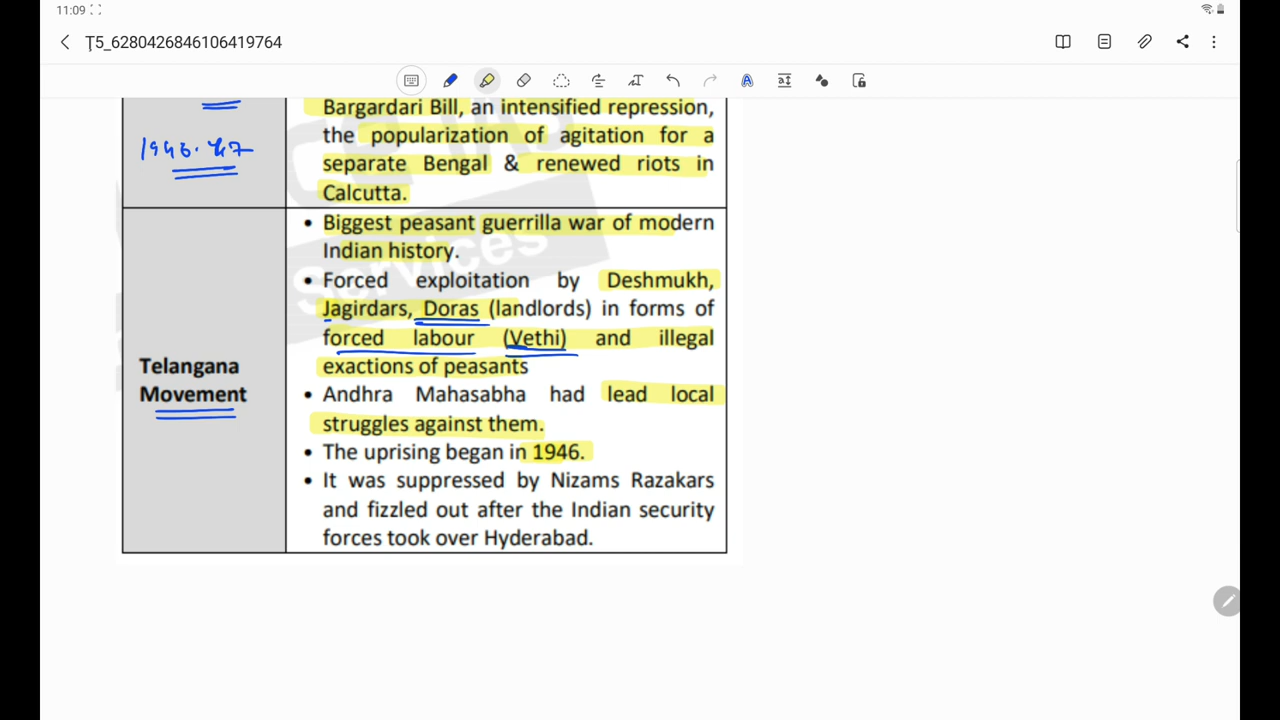 11:09
T5_6280426846106419764
Bargardari Bill, an intensified repression,
the popularization of agitation for a
separate Bengal & renewed riots in
Calcutta.
1946-47
• Biggest peasant guerrilla war of modern
Indian history.
• Forced exploitation by Deshmukh,
Jagirdars, Doras (landlords) in forms of
forced labour (Vethi) and illegal
exactions of peasants
Telangana
Movement
• Andhra Mahasabha had lead local
struggles against them.
• The uprising began in 1946.
• It was suppressed by Nizams Razakars
and fizzled out after the Indian security
forces took over Hyderabad.
Services